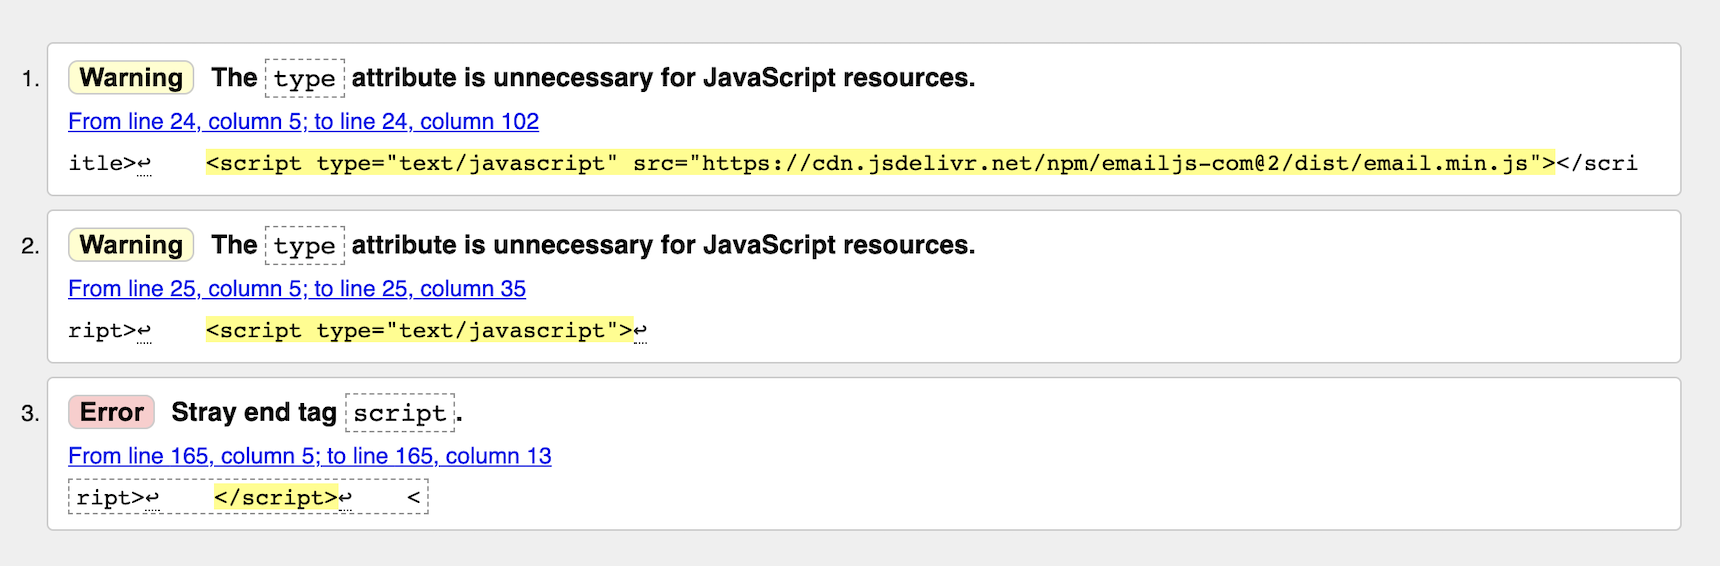 1. Warning The type attribute is unnecessary for JavaScript resources.
From line 24, column 5; to line 24, column 102
itle>↩    <script type="text/javascript" src="https://cdn.jsdelivr.net/npm/emailjs-com@2/dist/email.min.js"></scri
2. Warning The type attribute is unnecessary for JavaScript resources.
From line 25, column 5; to line 25, column 35
ript>↩    <script type="text/javascript">↩
3. Error Stray end tag script.
From line 165, column 5; to line 165, column 13
ript>↩    </script>↩    <